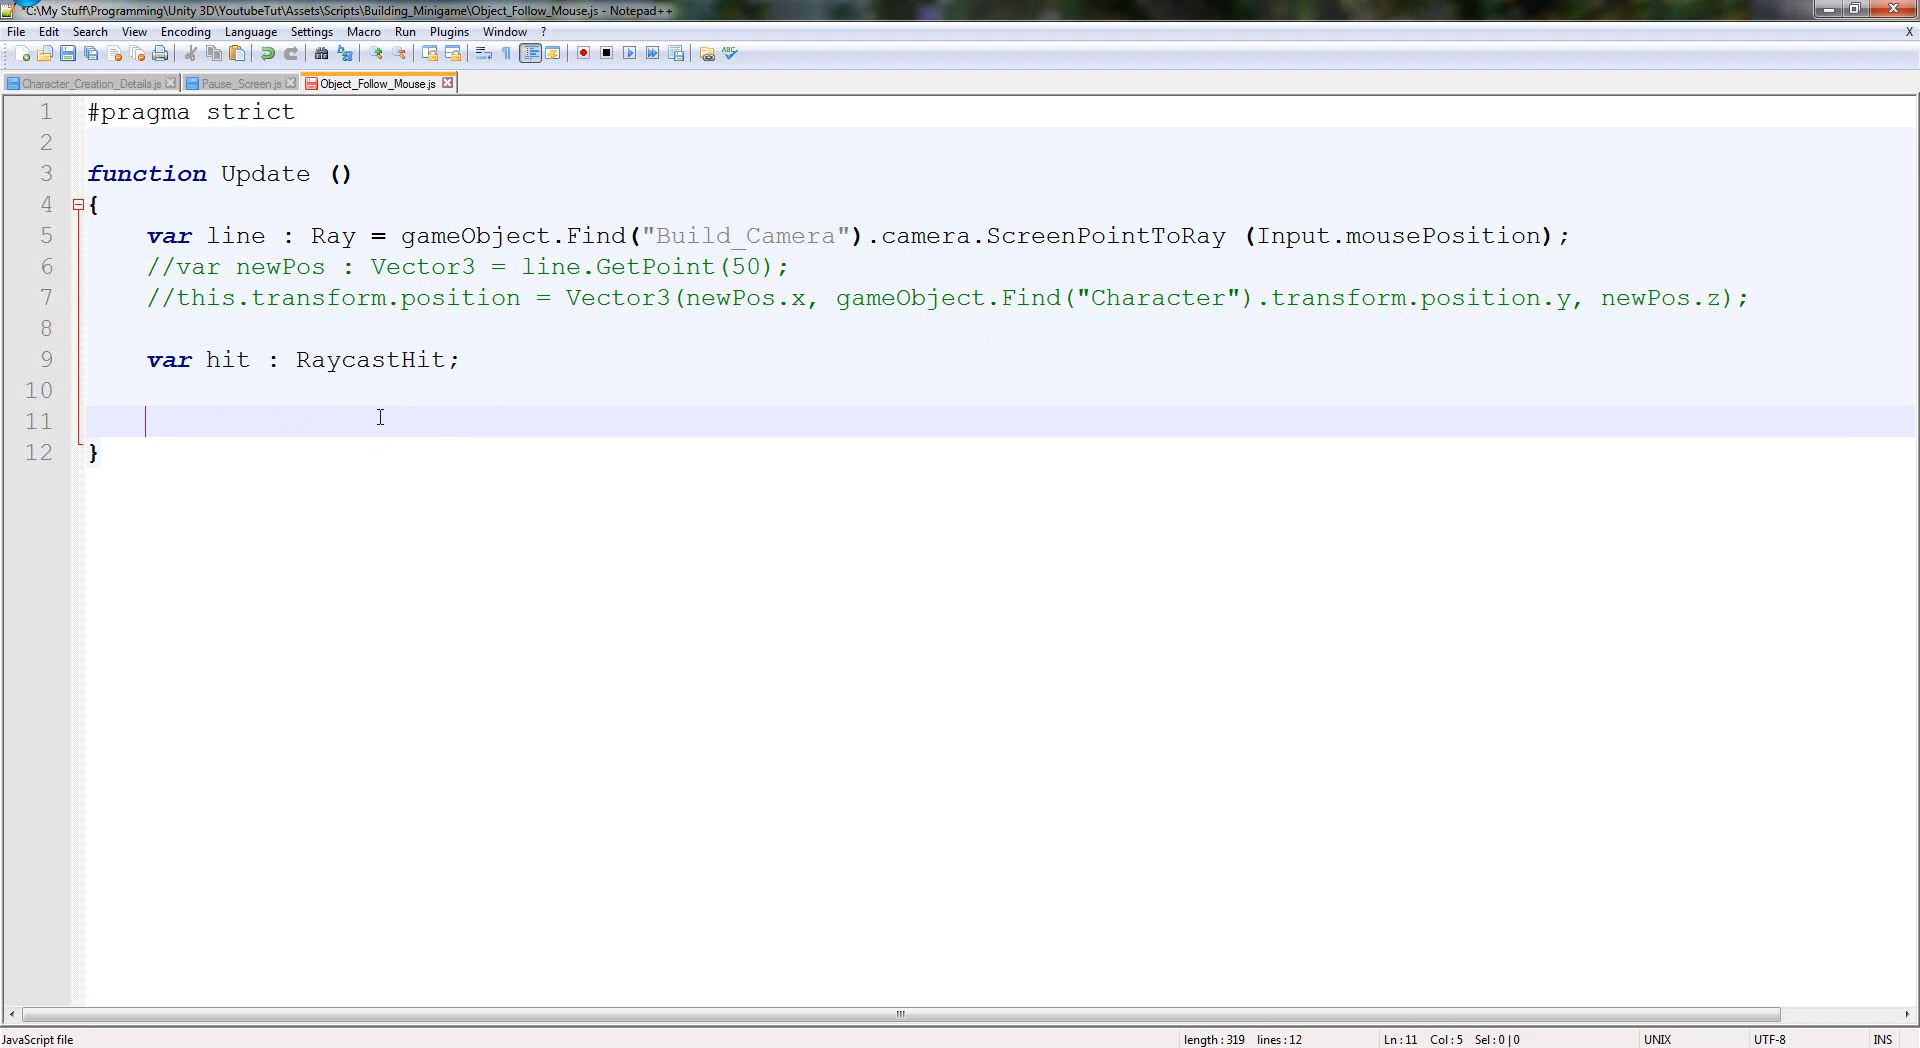 *C:\My Stuff\Programming\Unity 3D\YoutubeTut\Assets\Scripts\Building_Minigame\Object_Follow_Mouse.js - Notepad++
File Edit Search View Encoding Language Settings Macro Run Plugins Window ? X
Character_Creation_Details.js Pause_Screen.js Object_Follow_Mouse.js
1 #pragma strict
2
3 function Update ()
4 {
5 var line : Ray = gameObject.Find("Build_Camera").camera.ScreenPointToRay (Input.mousePosition);
6 //var newPos : Vector3 = line.GetPoint(50);
7 //this.transform.position = Vector3(newPos.x, gameObject.Find("Character").transform.position.y, newPos.z);
8
9 var hit : RaycastHit;
10
11
12 }
JavaScript file length : 319 lines : 12 Ln : 11 Col : 5 Sel : 0 | 0 UNIX UTF-8 INS